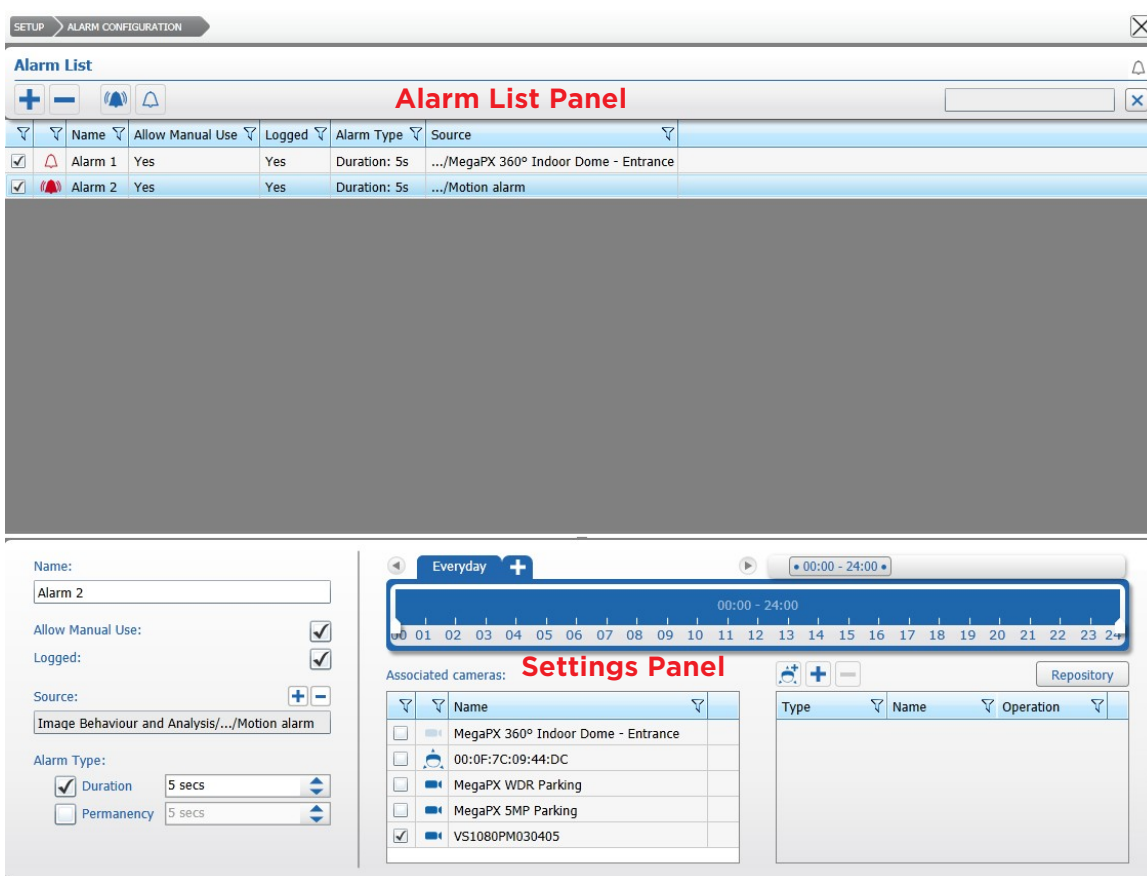 SETUP ALARM CONFIGURATION
Alarm List
Alarm List Panel
Name Allow Manual Use Logged Alarm Type Source
Alarm 1 Yes Yes Duration: 5s .../MegaPX 360º Indoor Dome - Entrance
Alarm 2 Yes Yes Duration: 5s .../Motion alarm
Name:
Alarm 2
Allow Manual Use:
Logged:
Source:
Image Behaviour and Analysis/.../Motion alarm
Alarm Type:
Duration 5 secs
Permanency 5 secs
Everyday
• 00:00 - 24:00 •
00:00 - 24:00
00 01 02 03 04 05 06 07 08 09 10 11 12 13 14 15 16 17 18 19 20 21 22 23 24
Settings Panel
Associated cameras:
Name
MegaPX 360º Indoor Dome - Entrance
00:0F:7C:09:44:DC
MegaPX WDR Parking
MegaPX 5MP Parking
VS1080PM030405
Repository
Type Name Operation